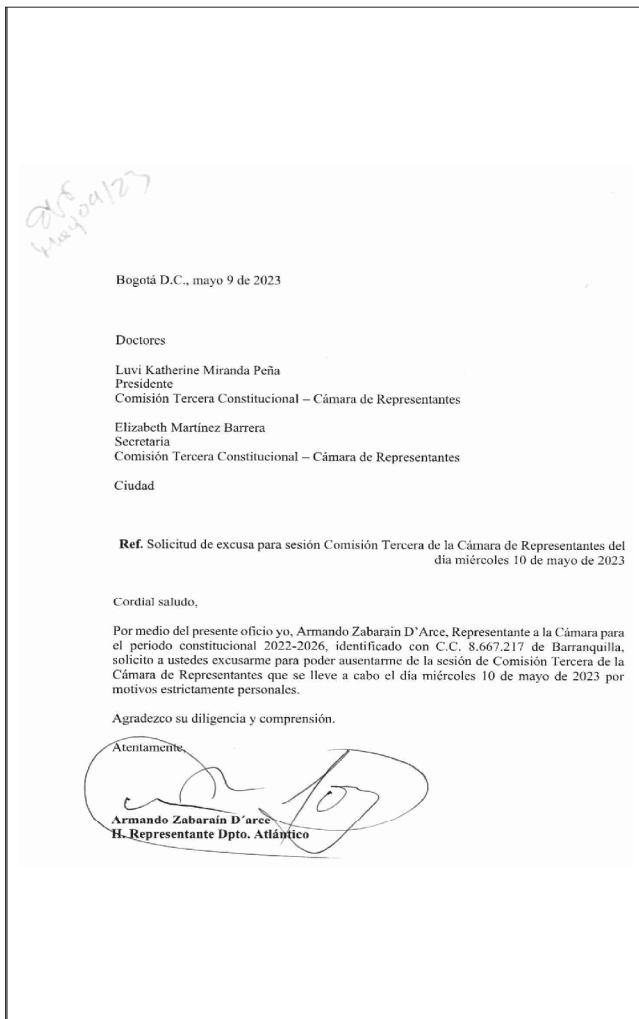 May 09/23
Bogotá D.C., mayo 9 de 2023
Doctores
Luvi Katherine Miranda Peña
Presidente
Comisión Tercera Constitucional – Cámara de Representantes
Elizabeth Martínez Barrera
Secretaria
Comisión Tercera Constitucional – Cámara de Representantes
Ciudad
Ref. Solicitud de excusa para sesión Comisión Tercera de la Cámara de Representantes del
día miércoles 10 de mayo de 2023
Cordial saludo,
Por medio del presente oficio yo, Armando Zabarain D’Arce, Representante a la Cámara para
el periodo constitucional 2022-2026, identificado con C.C. 8.667.217 de Barranquilla,
solicito a ustedes excusarme para poder ausentarme de la sesión de Comisión Tercera de la
Cámara de Representantes que se lleve a cabo el día miércoles 10 de mayo de 2023 por
motivos estrictamente personales.
Agradezco su diligencia y comprensión.
Atentamente,
Armando Zabaraín D´arce
H. Representante Dpto. Atlántico